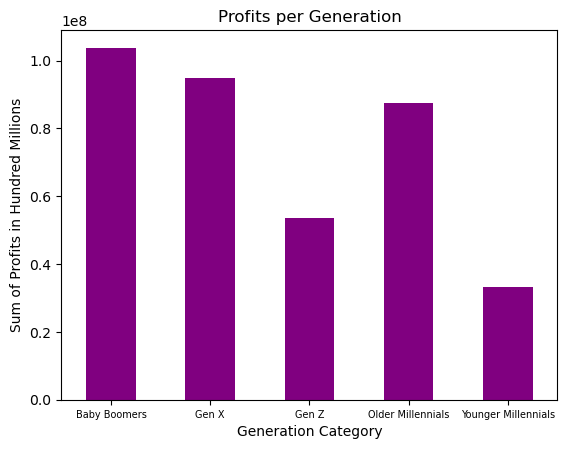 Profits per Generation
1e8
1.0
0.8
0.6
0.4
0.2
0.0
Sum of Profits in Hundred Millions
Baby Boomers Gen X Gen Z Older Millennials Younger Millennials
Generation Category